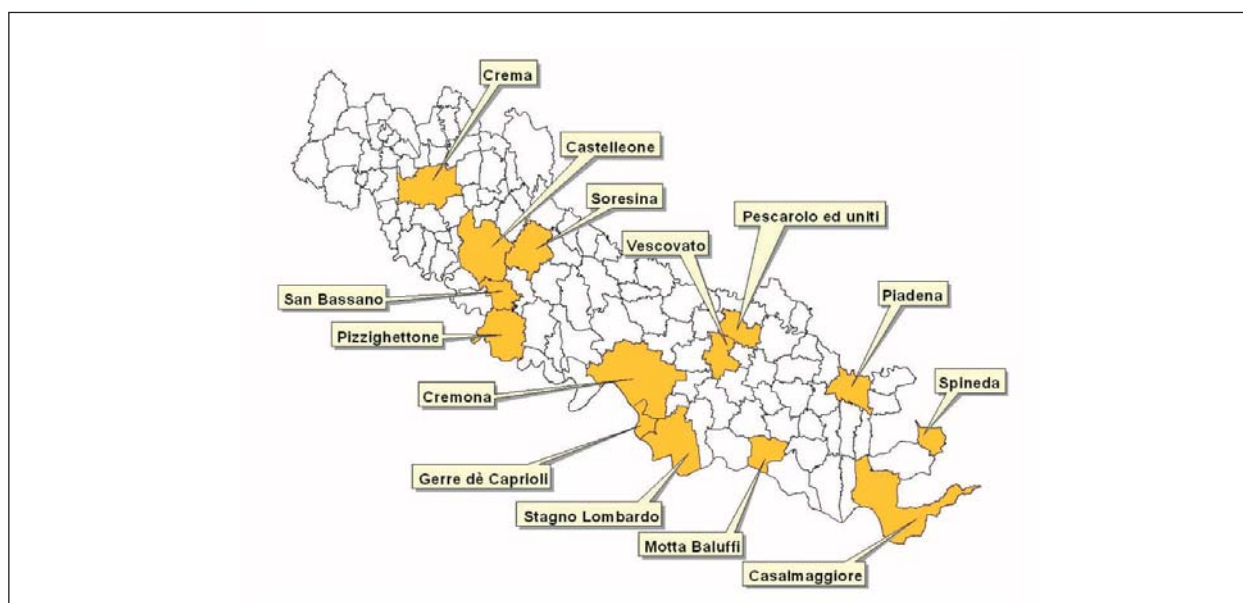 Crema
Castelleone
Soresina
Pescarolo ed uniti
Vescovato
San Bassano
Piadena
Pizzighettone
Spineda
Cremona
Gerre dè Caprioli
Stagno Lombardo
Motta Baluffi
Casalmaggiore